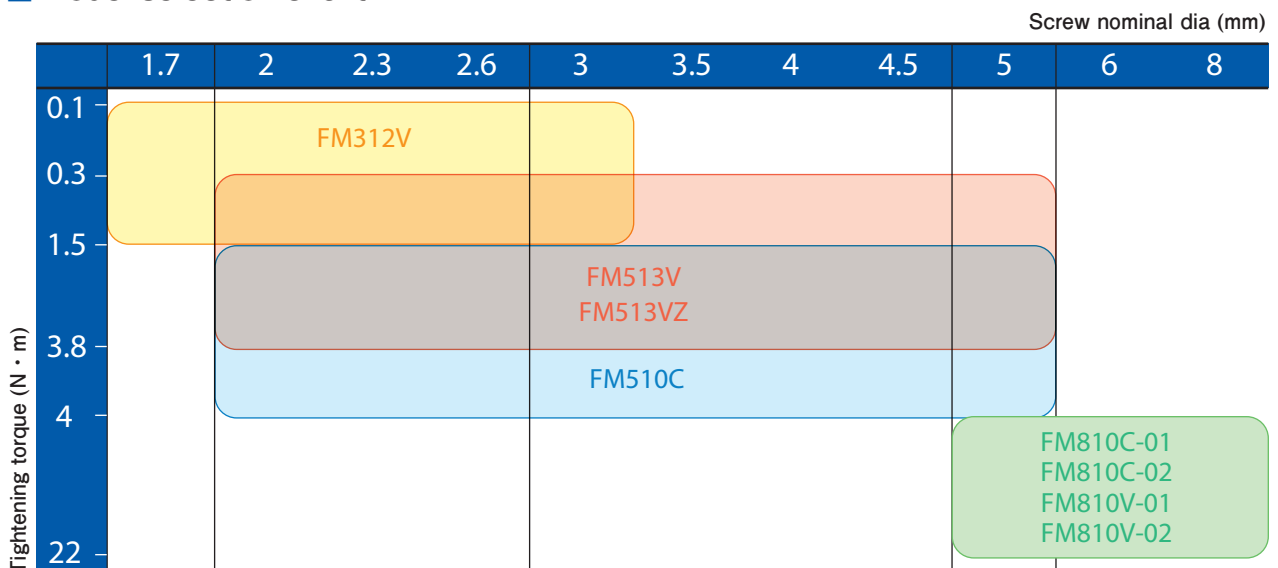 Screw nominal dia (mm)
1.7 2 2.3 2.6 3 3.5 4 4.5 5 6 8
0.1
FM312V
0.3
1.5
FM513V
FM513VZ
3.8
FM510C
4
FM810C-01
FM810C-02
FM810V-01
FM810V-02
22
Tightening torque (N・m)